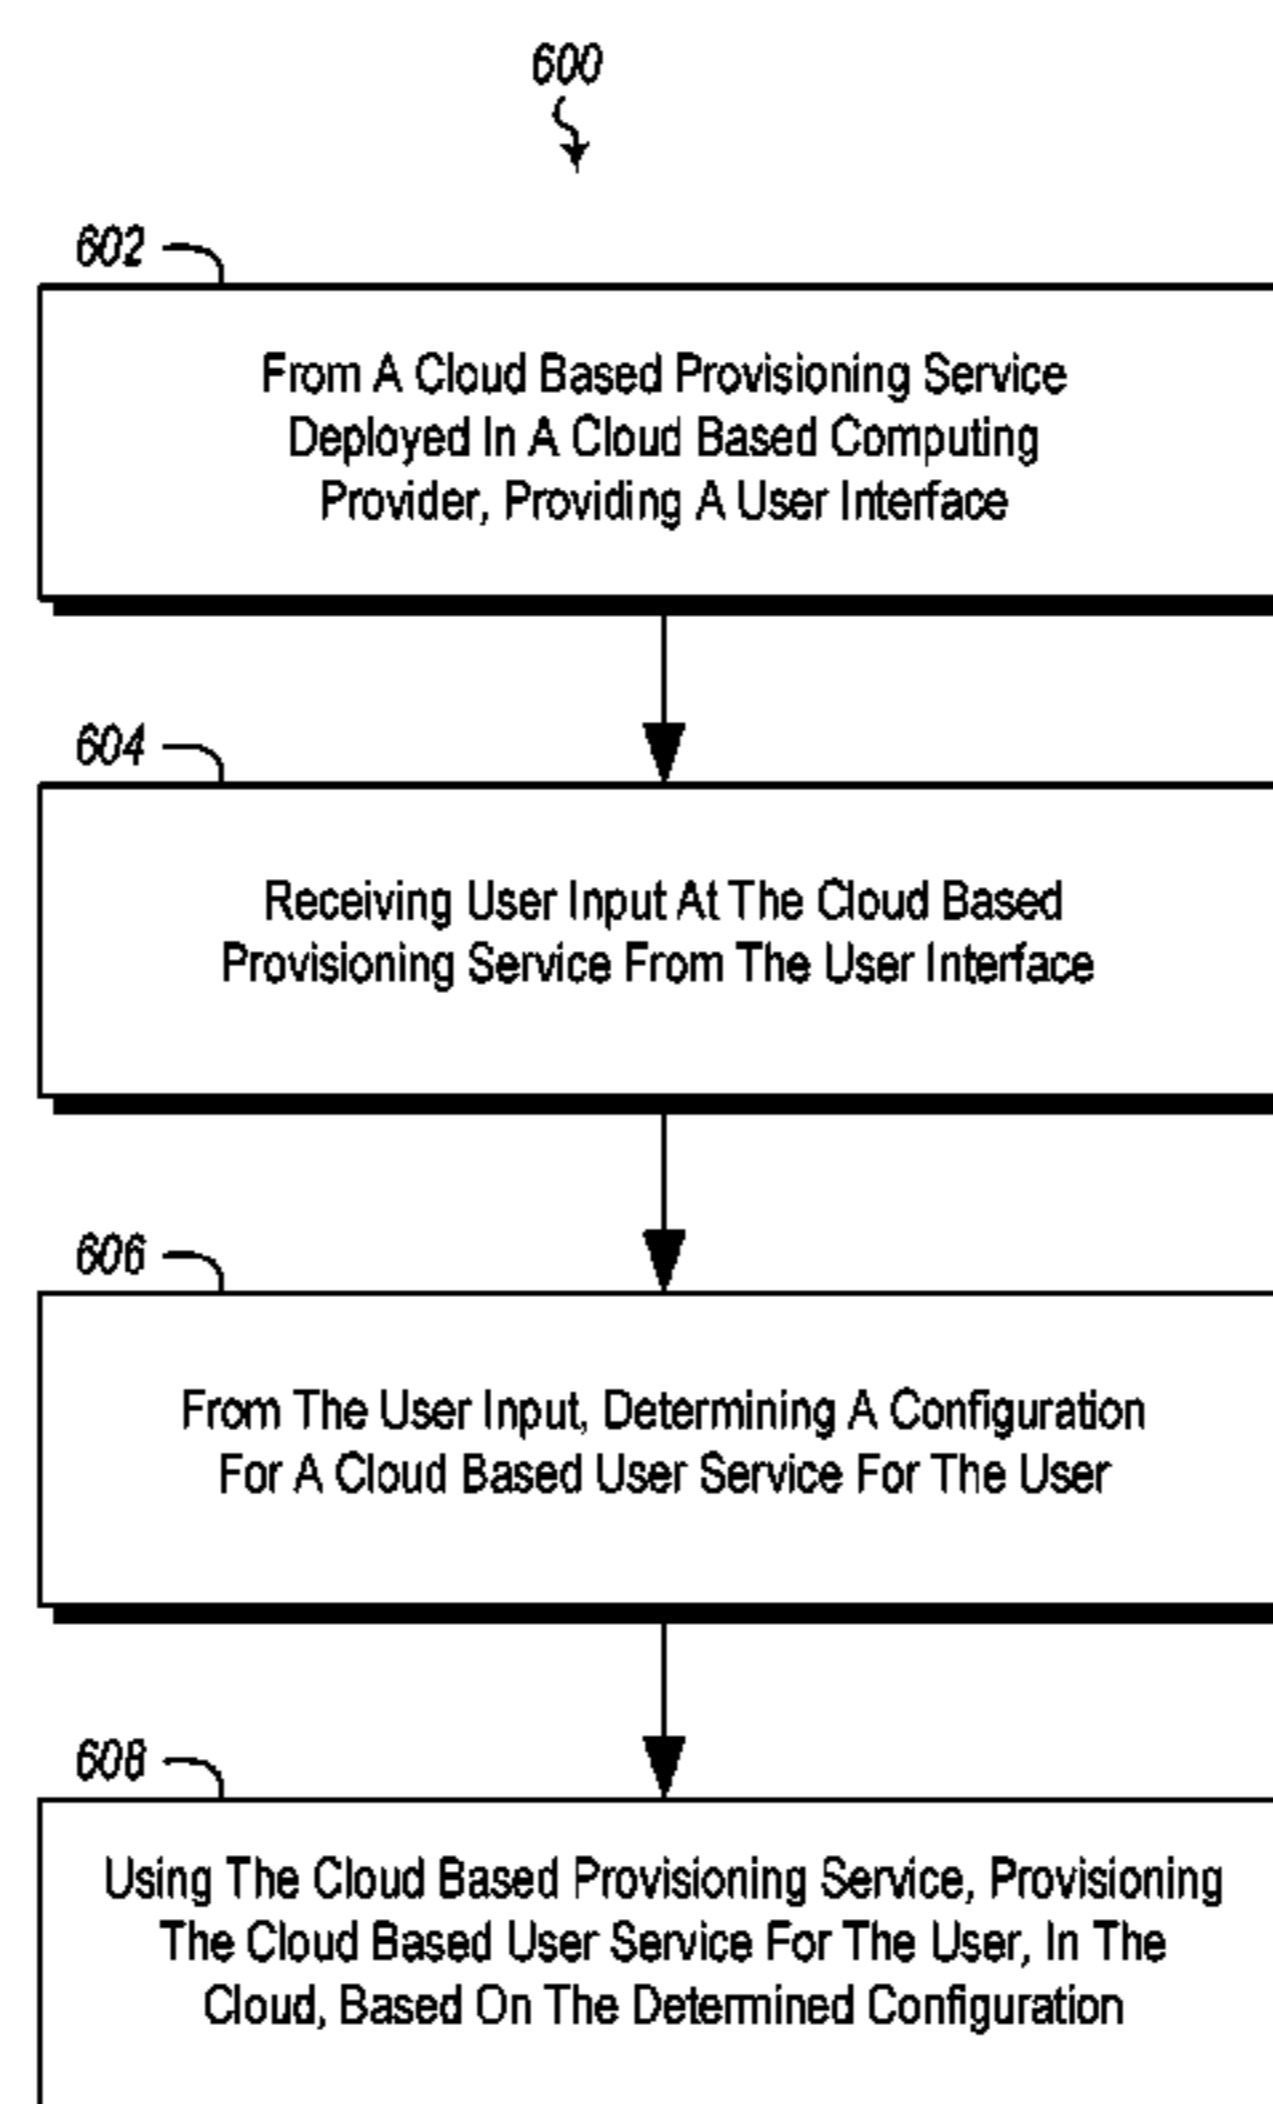 600
602
From A Cloud Based Provisioning Service
Deployed In A Cloud Based Computing
Provider, Providing A User Interface
604
Receiving User Input At The Cloud Based
Provisioning Service From The User Interface
606
From The User Input, Determining A Configuration
For A Cloud Based User Service For The User
608
Using The Cloud Based Provisioning Service, Provisioning
The Cloud Based User Service For The User, In The
Cloud, Based On The Determined Configuration